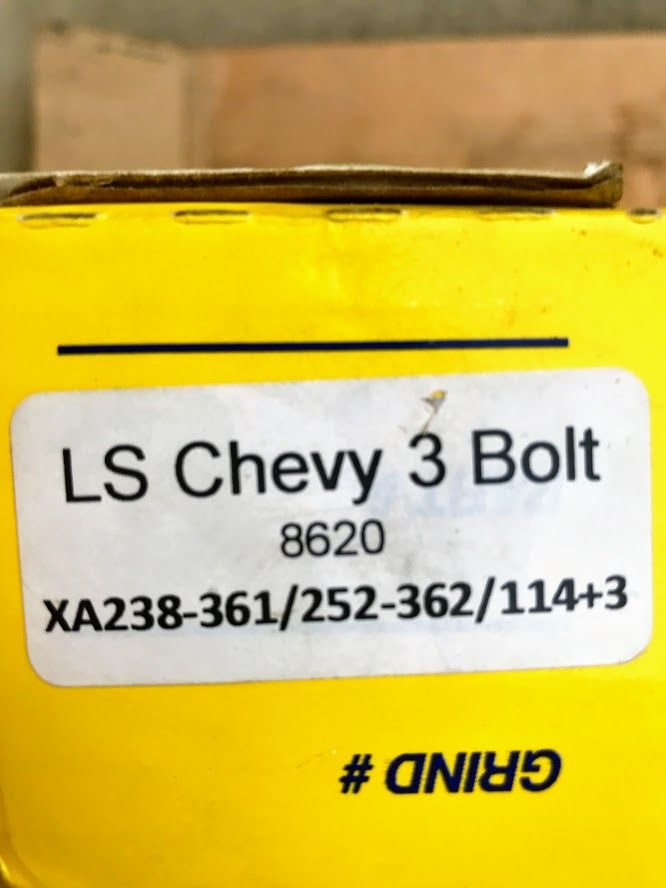 LS Chevy 3 Bolt
8620
XA238-361/252-362/114+3
GRIND #